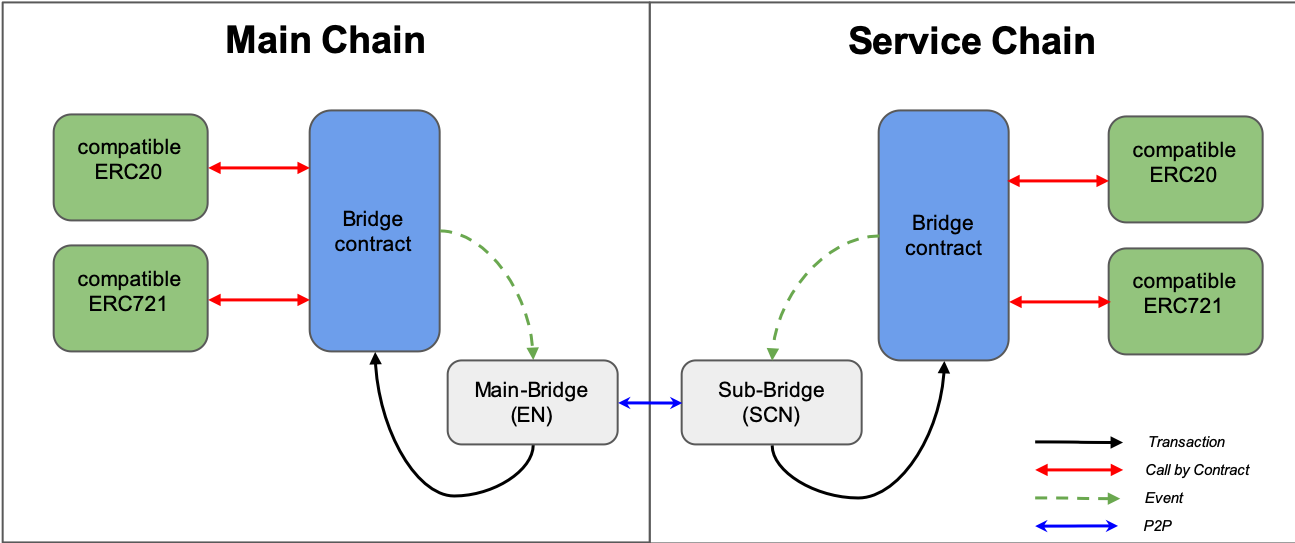 Main Chain
compatible
ERC20
compatible
ERC721
Bridge
contract
Main-Bridge
(EN)
Service Chain
Bridge
contract
compatible
ERC20
compatible
ERC721
Sub-Bridge
(SCN)
Transaction
Call by Contract
Event
P2P